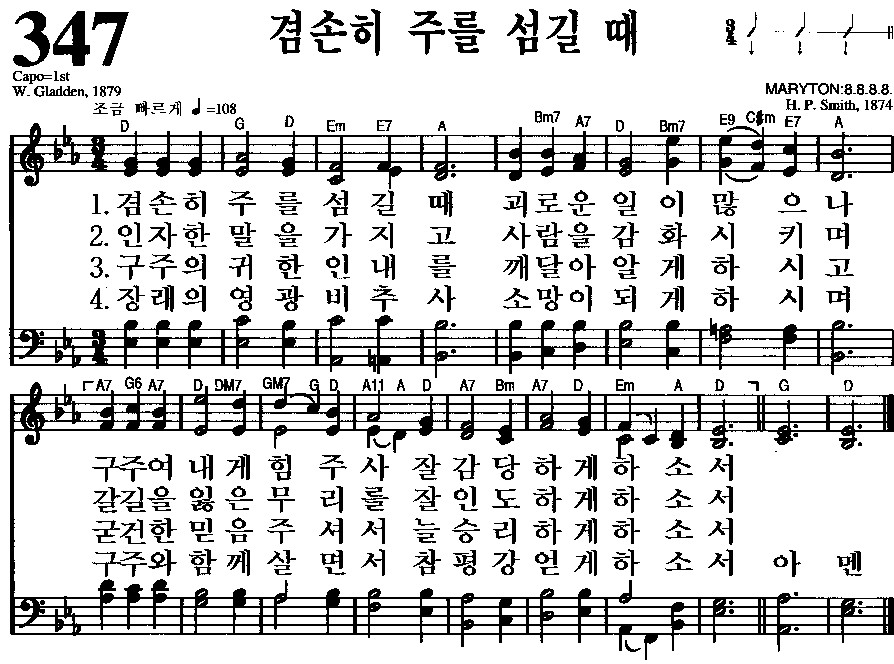 347 겸손히 주를 섬길 때
Capo=1st
W. Gladden, 1879 MARYTON:8.8.8.8.
조금 빠르게 ♩=108 H. P. Smith, 1874
D G D Em E7 A Bm7 A7 D Bm7 E9 C#m E7 A
3/4
1. 겸손히 주를 섬길 때 괴로운 일이 많으나
2. 인자한 말을 가지고 사람을 감화시키며
3. 구주의 귀한 인내를 깨달아 알게 하시고
4. 장래의 영광 비추사 소망이 되게 하시며
3/4
A7 G6 A7 D DM7 GM7 G D A11 A D A7 Bm A7 D Em A D G D
구주여 내게 힘 주사 잘 감당하게 하소서
갈길을 잃은 무리를 잘 인도하게 하소서
굳건한 믿음 주셔서 늘 승리하게 하소서
구주와 함께 살면서 참 평강 얻게 하소서 아멘